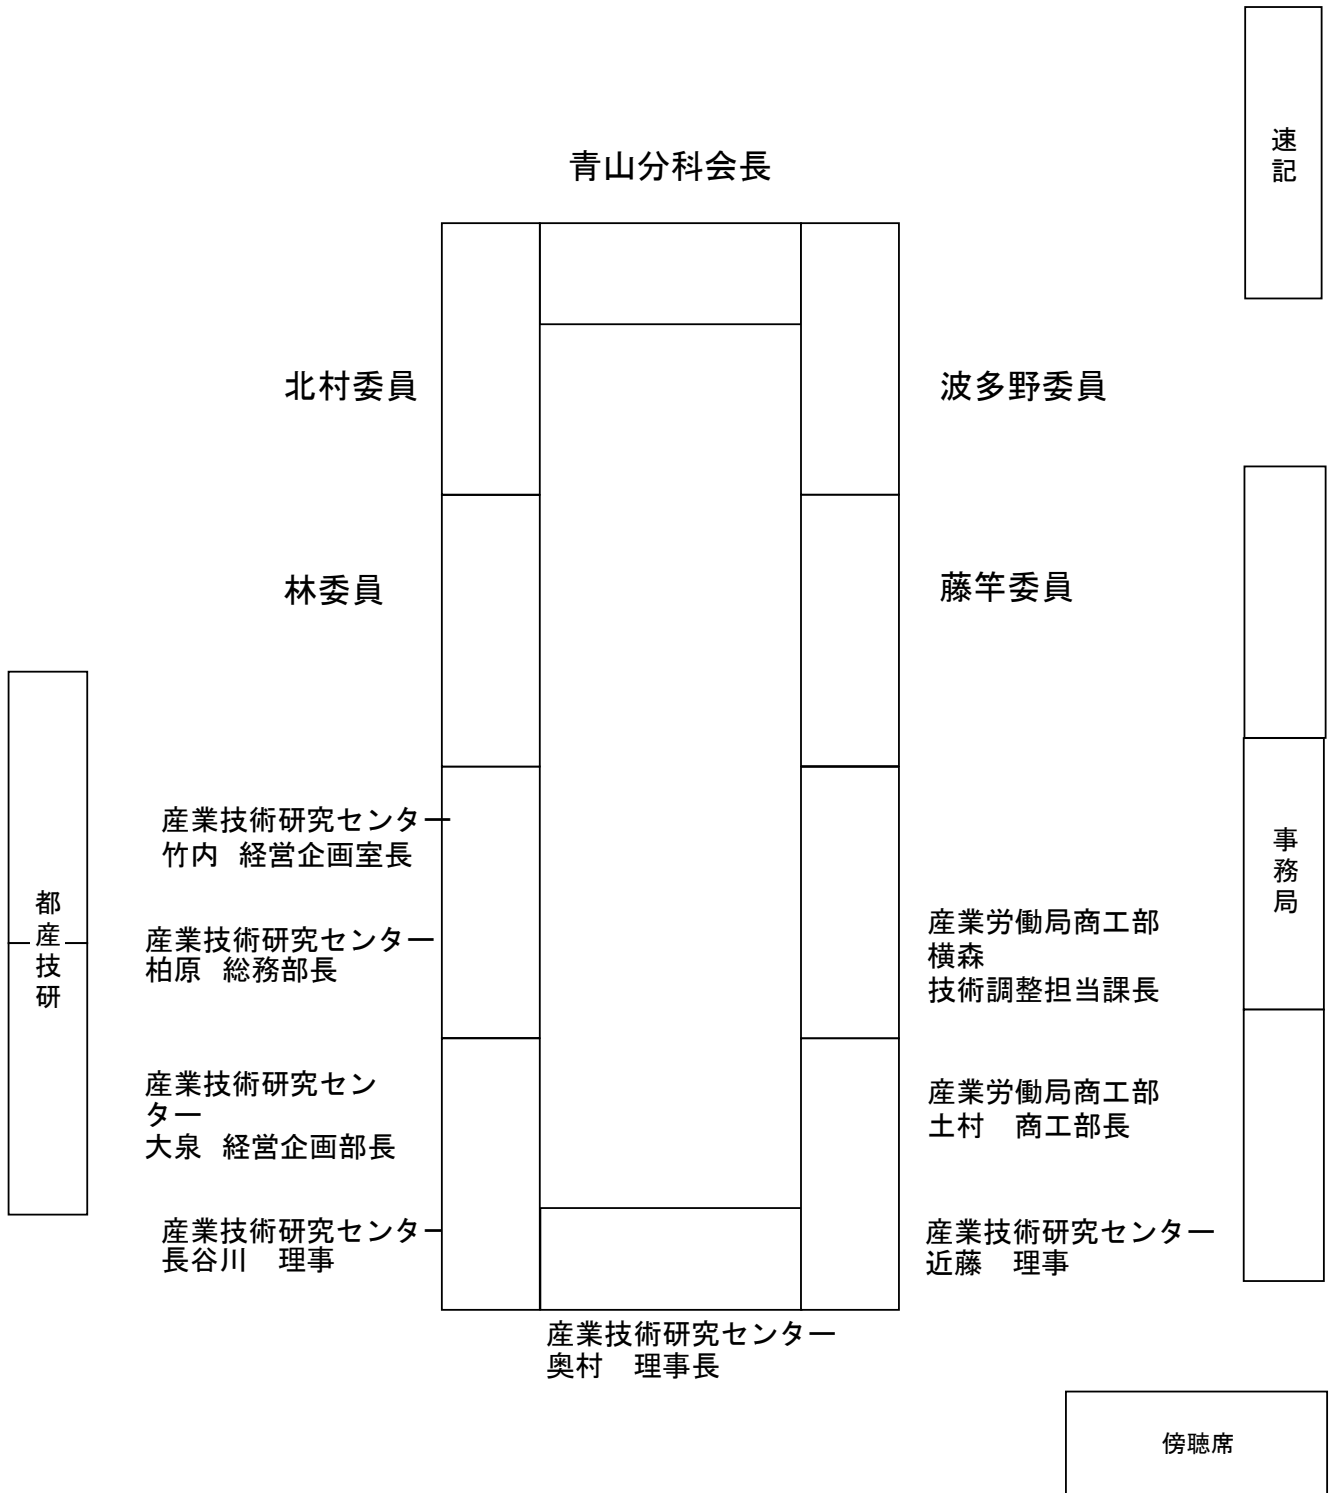 速記
青山分科会長
北村委員
波多野委員
林委員
藤竿委員
産業技術研究センター
竹内 経営企画室長
産業技術研究センター
柏原 総務部長
産業技術研究セン
ター
大泉 経営企画部長
産業技術研究センター
長谷川 理事
都産技研
産業労働局商工部
横森
技術調整担当課長
産業労働局商工部
土村 商工部長
産業技術研究センター
近藤 理事
事務局
産業技術研究センター
奥村 理事長
傍聴席